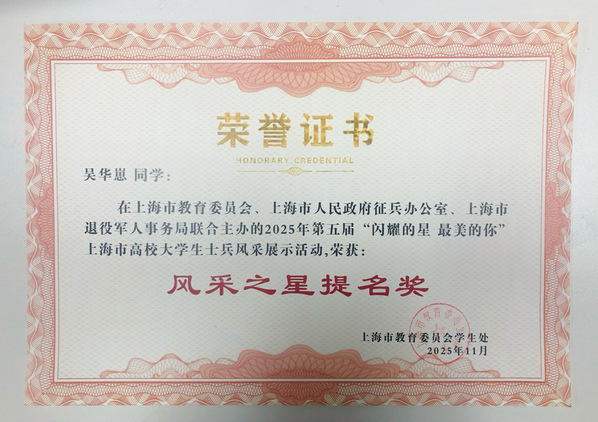 荣誉证书
HONORARY CREDENTIAL
吴华崽 同学：
在上海市教育委员会、上海市人民政府征兵办公室、上海市
退役军人事务局联合主办的2025年第五届“闪耀的星 最美的你”
上海市高校大学生士兵风采展示活动,荣获：
风采之星提名奖
上海市教育委员会学生处
2025年11月